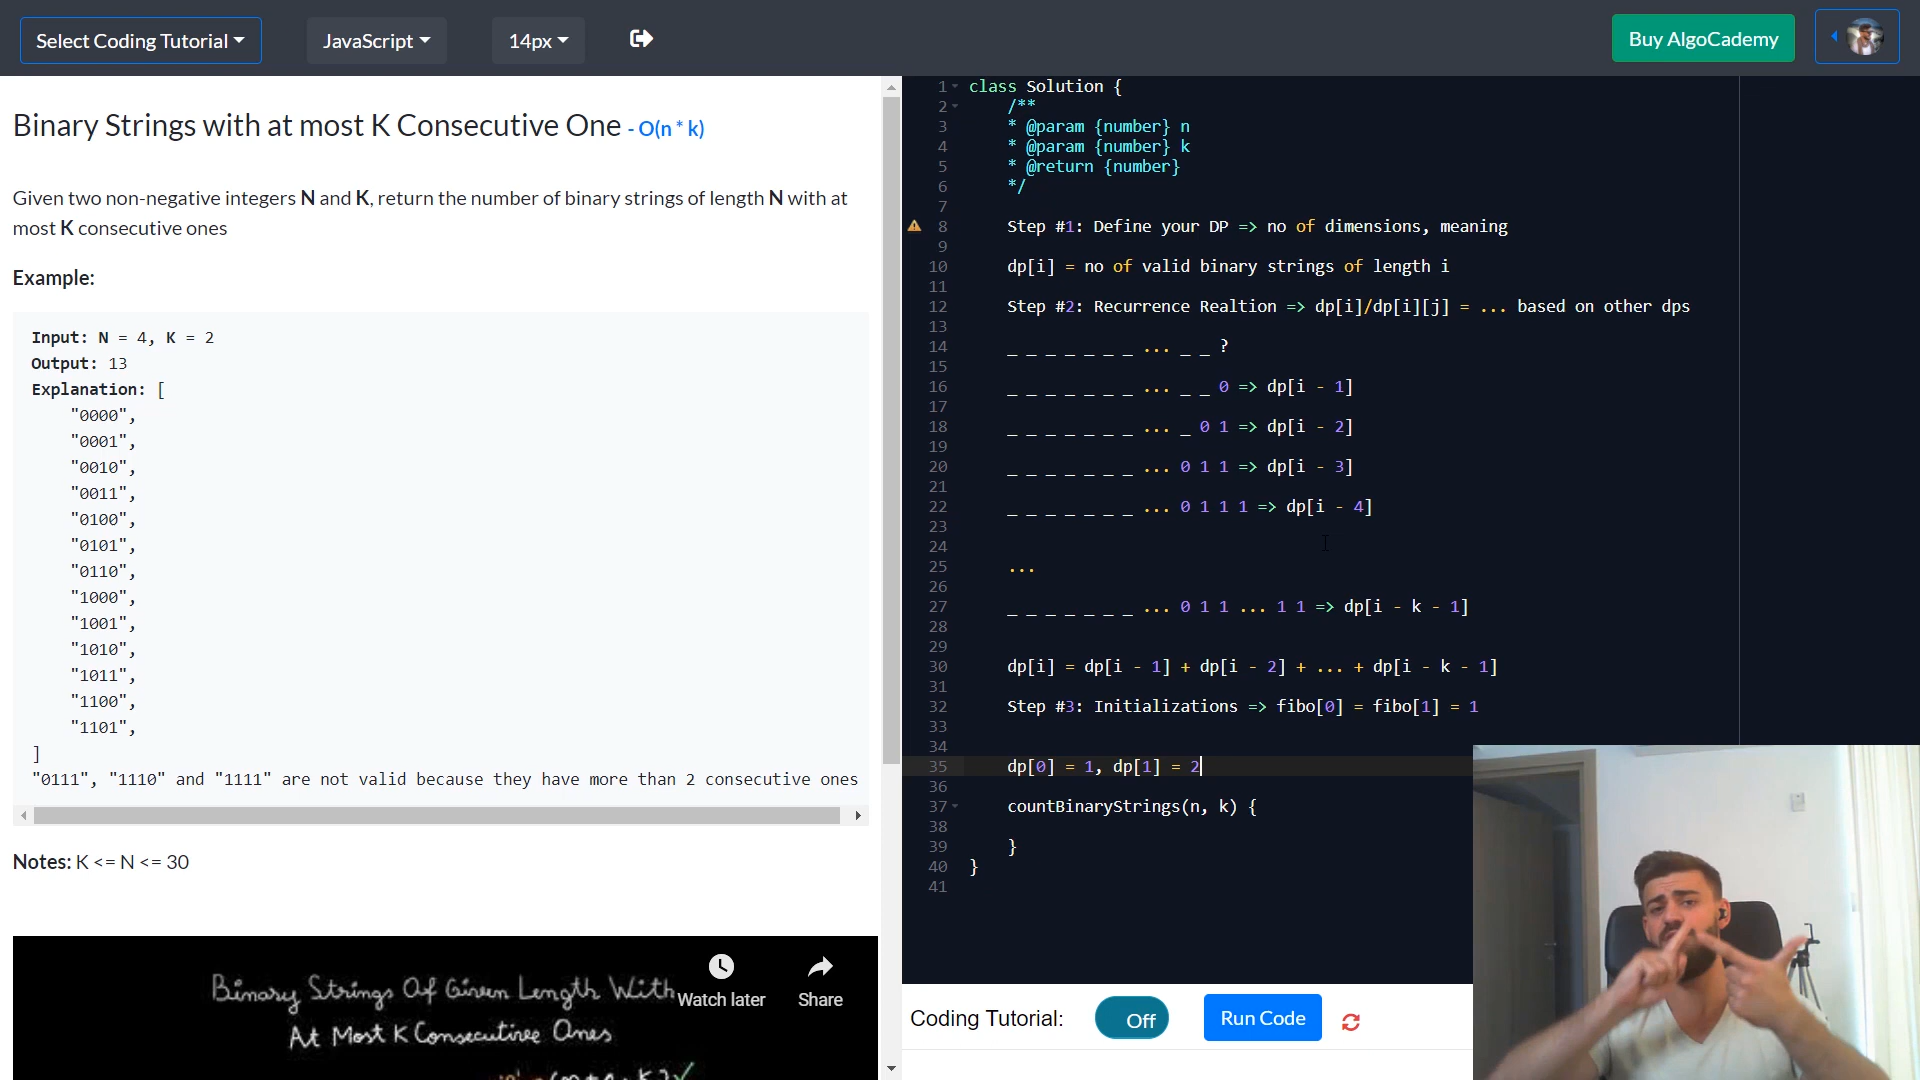 Select Coding Tutorial
JavaScript
14px
Buy AlgoCademy
Binary Strings with at most K Consecutive One - O(n * k)
Given two non-negative integers N and K, return the number of binary strings of length N with at
most K consecutive ones
Example:
Input: N = 4, K = 2
Output: 13
Explanation: [
"0000",
"0001",
"0010",
"0011",
"0100",
"0101",
"0110",
"1000",
"1001",
"1010",
"1011",
"1100",
"1101",
]
"0111", "1110" and "1111" are not valid because they have more than 2 consecutive ones
Notes: K <= N <= 30
Binary Strings Of Given Length With
At Most K Consecutive Ones
Watch later
Share
1 class Solution {
2 /**
3 * @param {number} n
4 * @param {number} k
5 * @return {number}
6 */
7
8 Step #1: Define your DP => no of dimensions, meaning
9
10 dp[i] = no of valid binary strings of length i
11
12 Step #2: Recurrence Realtion => dp[i]/dp[i][j] = ... based on other dps
13
14 _ _ _ _ _ _ _ ... _ _ ?
15
16 _ _ _ _ _ _ _ ... _ _ 0 => dp[i - 1]
17
18 _ _ _ _ _ _ _ ... _ 0 1 => dp[i - 2]
19
20 _ _ _ _ _ _ _ ... 0 1 1 => dp[i - 3]
21
22 _ _ _ _ _ _ _ ... 0 1 1 1 => dp[i - 4]
23
24
25 ...
26
27 _ _ _ _ _ _ _ ... 0 1 1 ... 1 1 => dp[i - k - 1]
28
29
30 dp[i] = dp[i - 1] + dp[i - 2] + ... + dp[i - k - 1]
31
32 Step #3: Initializations => fibo[0] = fibo[1] = 1
33
34
35 dp[0] = 1, dp[1] = 2
36
37 countBinaryStrings(n, k) {
38
39 }
40 }
41
Coding Tutorial:
Off
Run Code